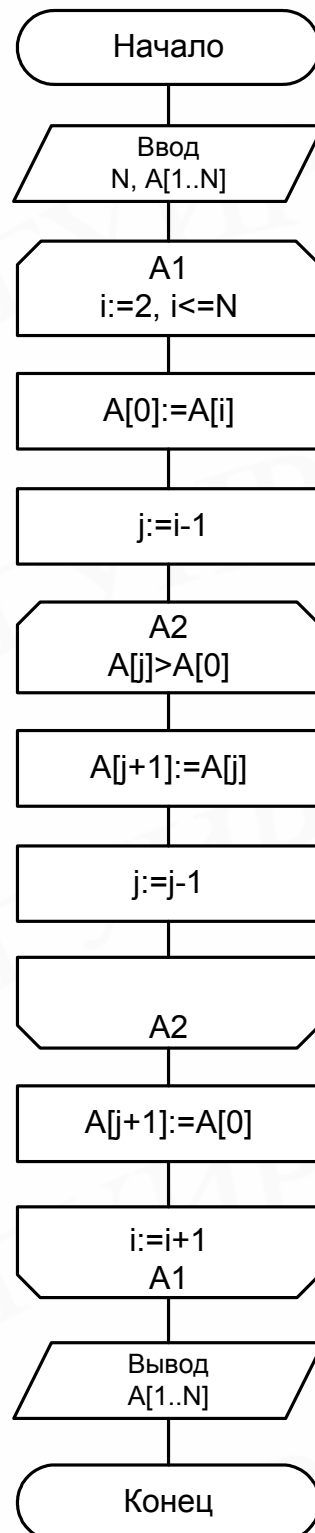 Начало
Ввод
N, A[1..N]
A1
i:=2, i<=N
A[0]:=A[i]
j:=i-1
A2
A[j]>A[0]
A[j+1]:=A[j]
j:=j-1
A2
A[j+1]:=A[0]
i:=i+1
A1
Вывод
A[1..N]
Конец